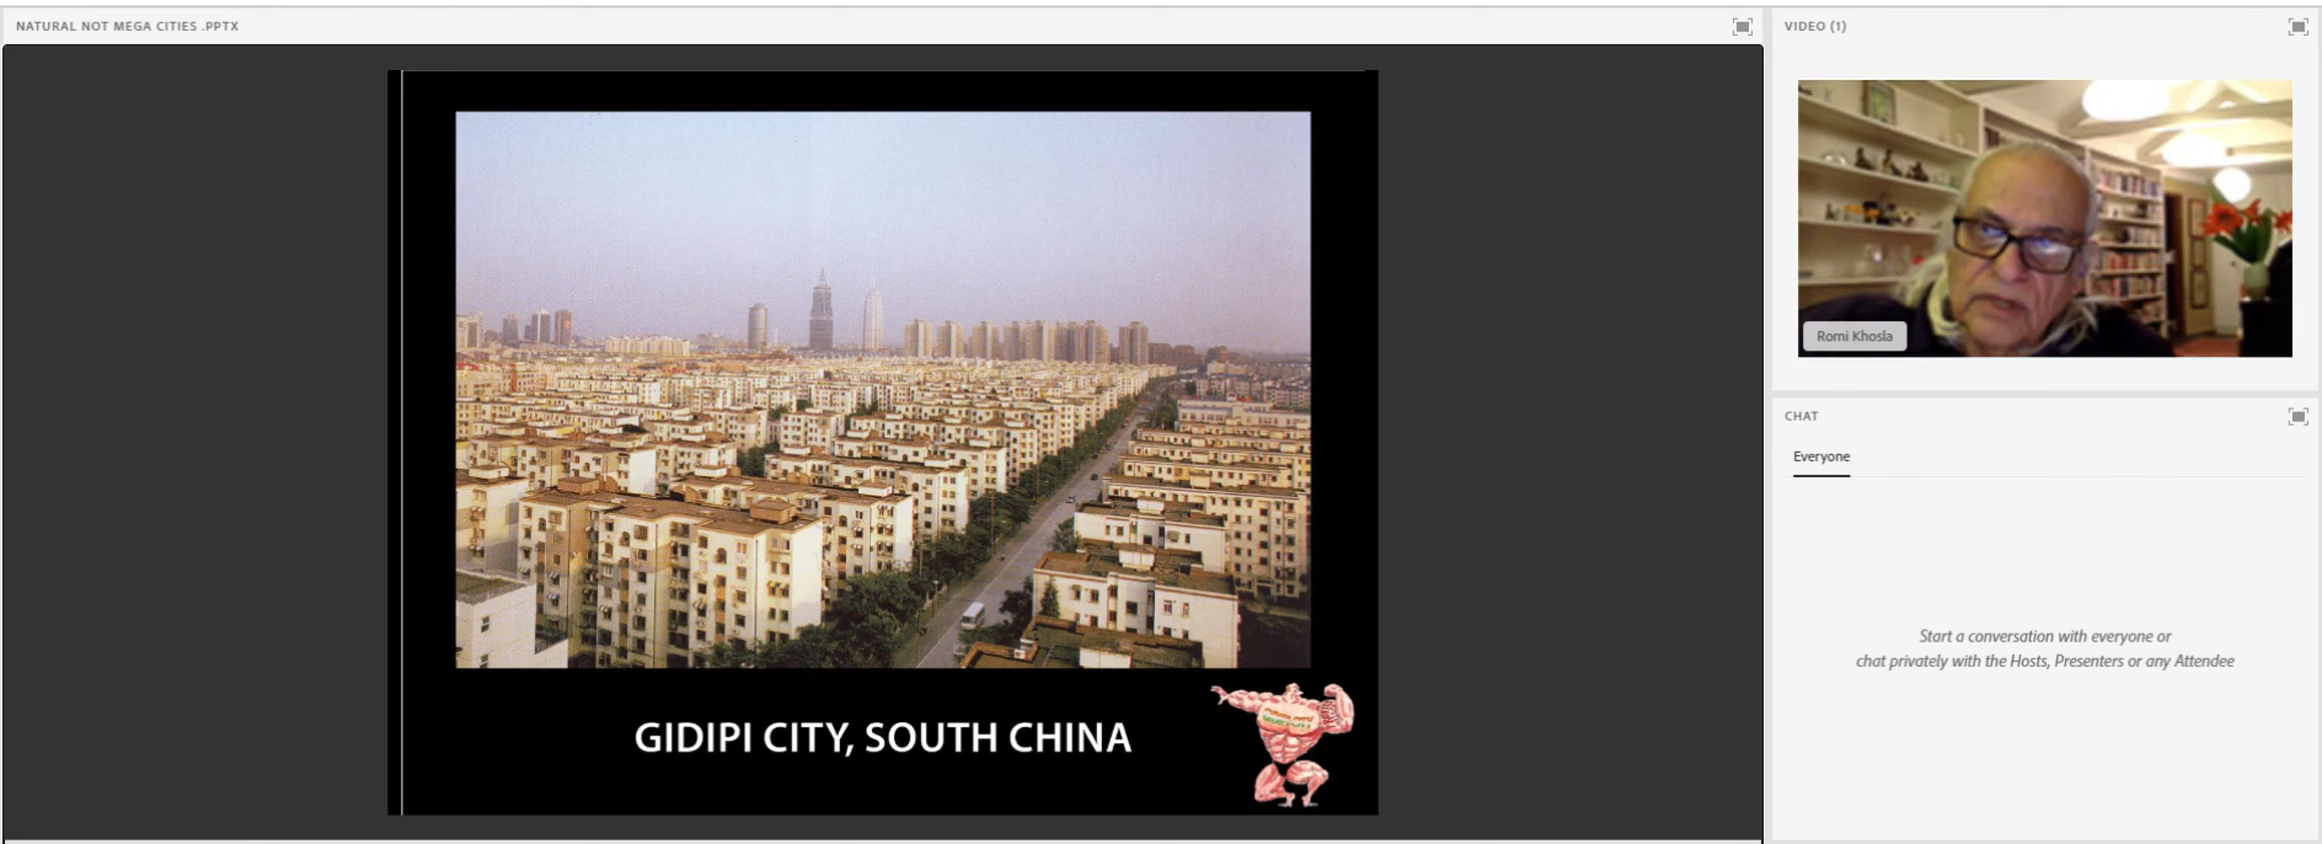 NATURAL NOT MEGA CITIES .PPTX
GIDIPI CITY, SOUTH CHINA
VIDEO (1)
Romi Khosla
CHAT
Everyone
Start a conversation with everyone or
chat privately with the Hosts, Presenters or any Attendee